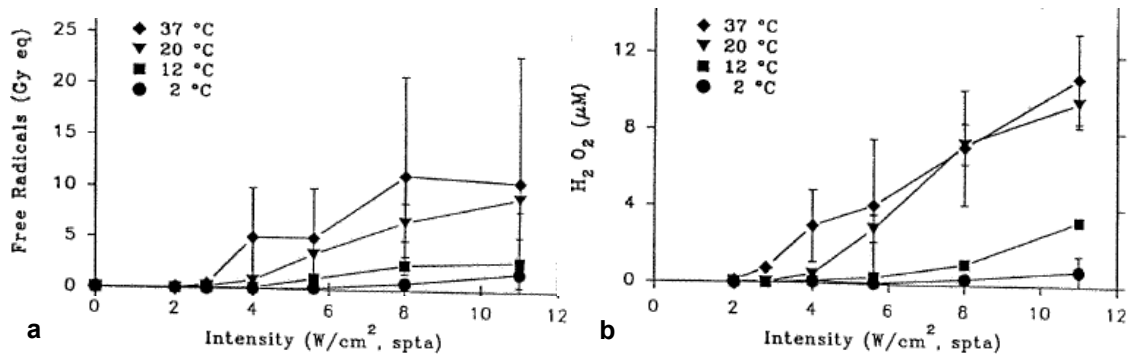 25
20
15
10
5
0
Free Radicals (Gy eq)
37 °C
20 °C
12 °C
2 °C
0 2 4 6 8 10 12
Intensity (W/cm², spta)
a
12
8
4
0
H₂ O₂ (μM)
37 °C
20 °C
12 °C
2 °C
0 2 4 6 8 10 12
Intensity (W/cm², spta)
b